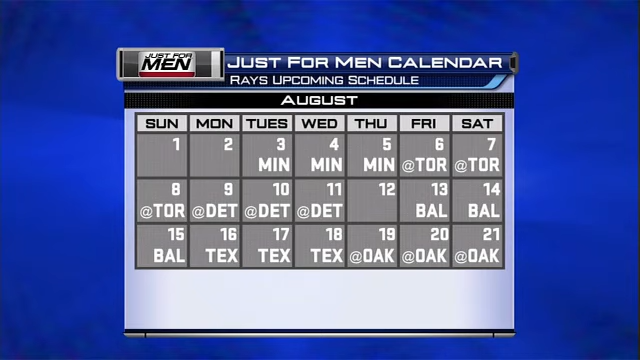 JUST FOR
MEN
JUST FOR MEN CALENDAR
RAYS UPCOMING SCHEDULE
AUGUST
SUN MON TUES WED THU FRI SAT
1 2 3 4 5 6 7
MIN MIN MIN @TOR @TOR
8 9 10 11 12 13 14
@TOR @DET @DET @DET BAL BAL
15 16 17 18 19 20 21
BAL TEX TEX TEX @OAK @OAK @OAK